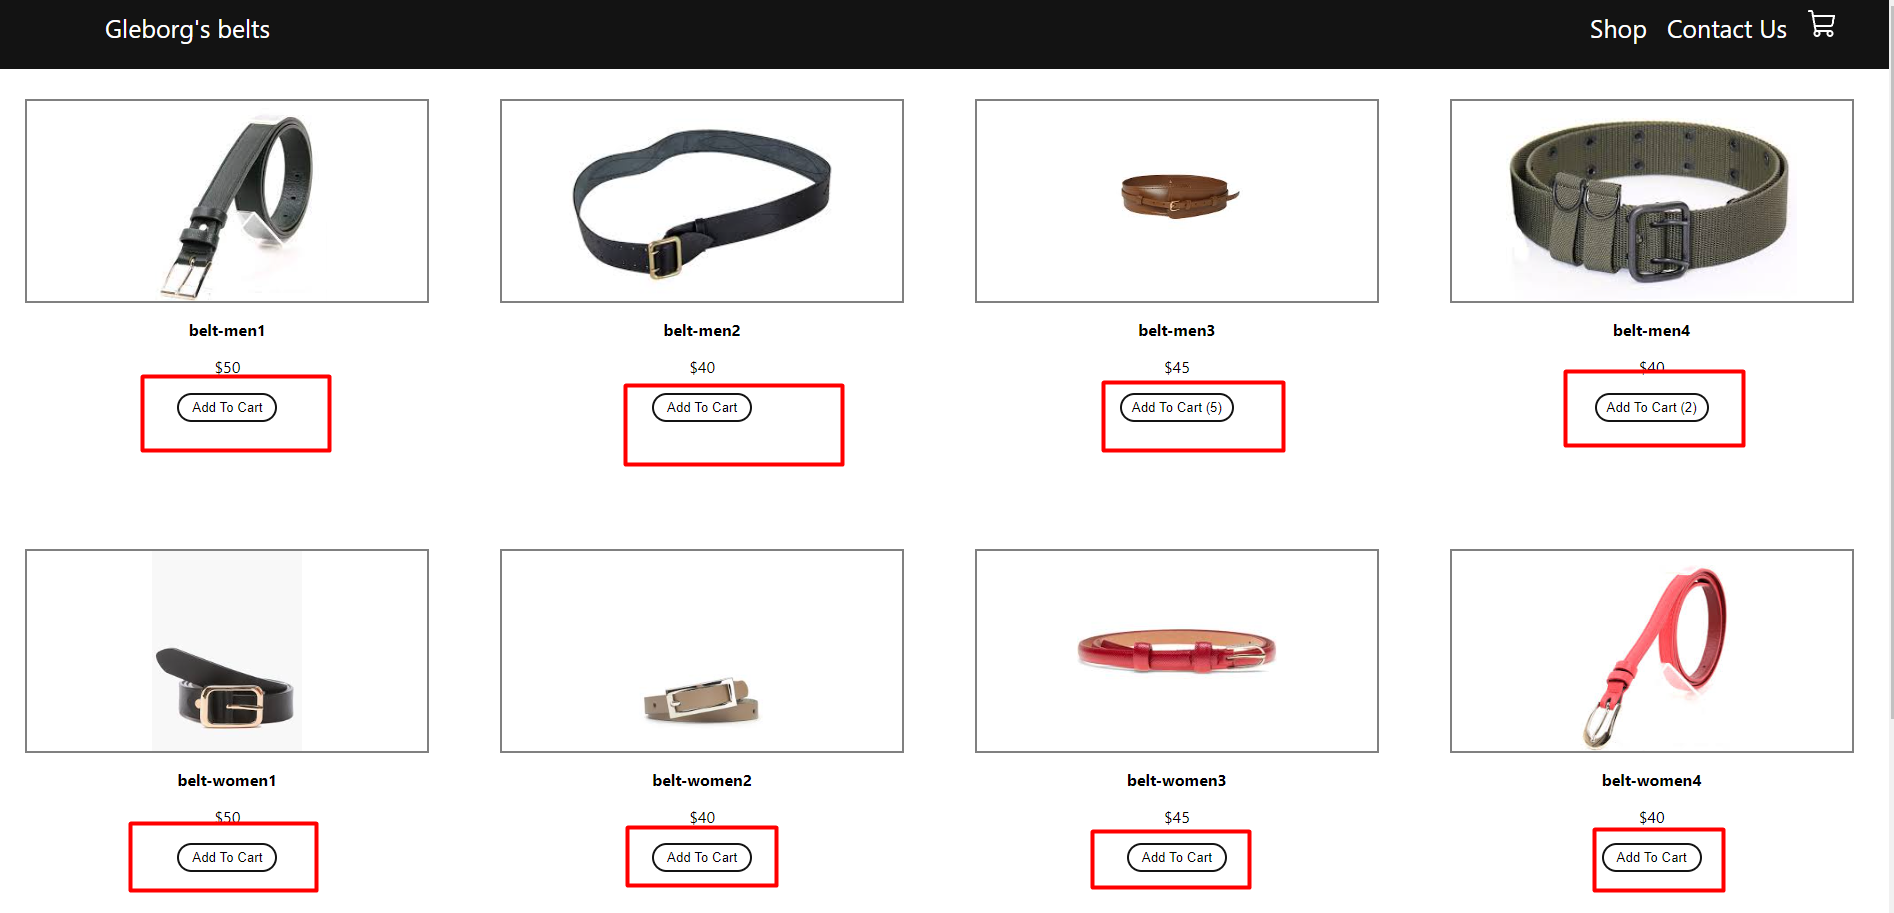 Gleborg's belts
Shop Contact Us
belt-men1
$50
Add To Cart
belt-men2
$40
Add To Cart
belt-men3
$45
Add To Cart (5)
belt-men4
$40
Add To Cart (2)
belt-women1
$50
Add To Cart
belt-women2
$40
Add To Cart
belt-women3
$45
Add To Cart
belt-women4
$40
Add To Cart